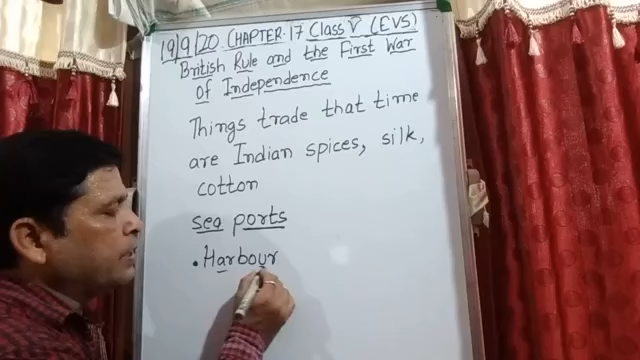 19/9/20 CHAPTER-17 Class V (EVS)
British Rule and the First War
of Independence
Things trade that time
are Indian spices, silk,
cotton
sea ports
• Harbour